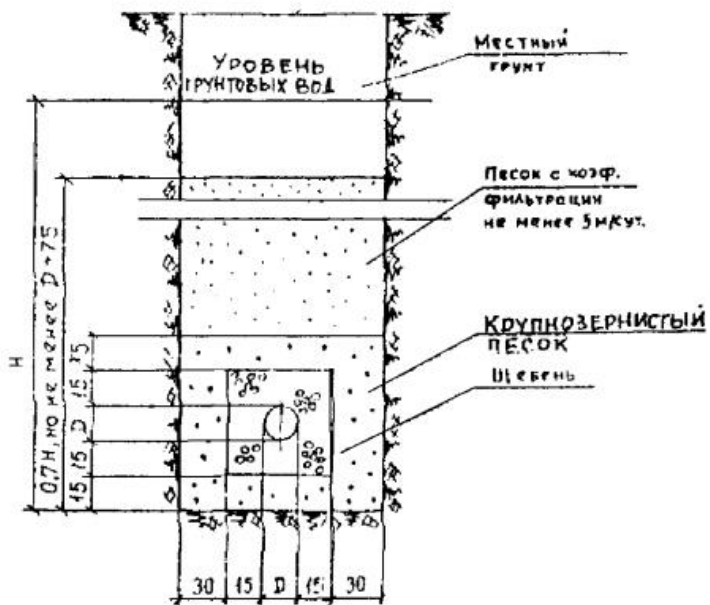 УРОВЕНЬ
ГРУНТОВЫХ ВОД
Местный
грунт
Песок с коэф.
фильтрации
не менее 5м/сут.
КРУПНОЗЕРНИСТЫЙ
ПЕСОК
Щебень
H
0,7H, но не менее D+75
15 15 D 15 15
30 15 D 15 30